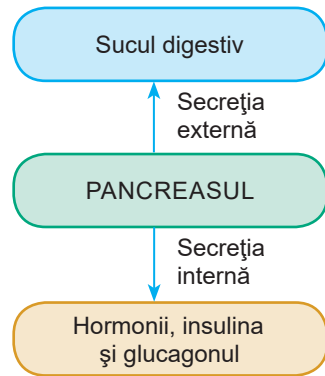 Sucul digestiv
Secreţia
externă
PANCREASUL
Secreţia
internă
Hormonii, insulina
şi glucagonul